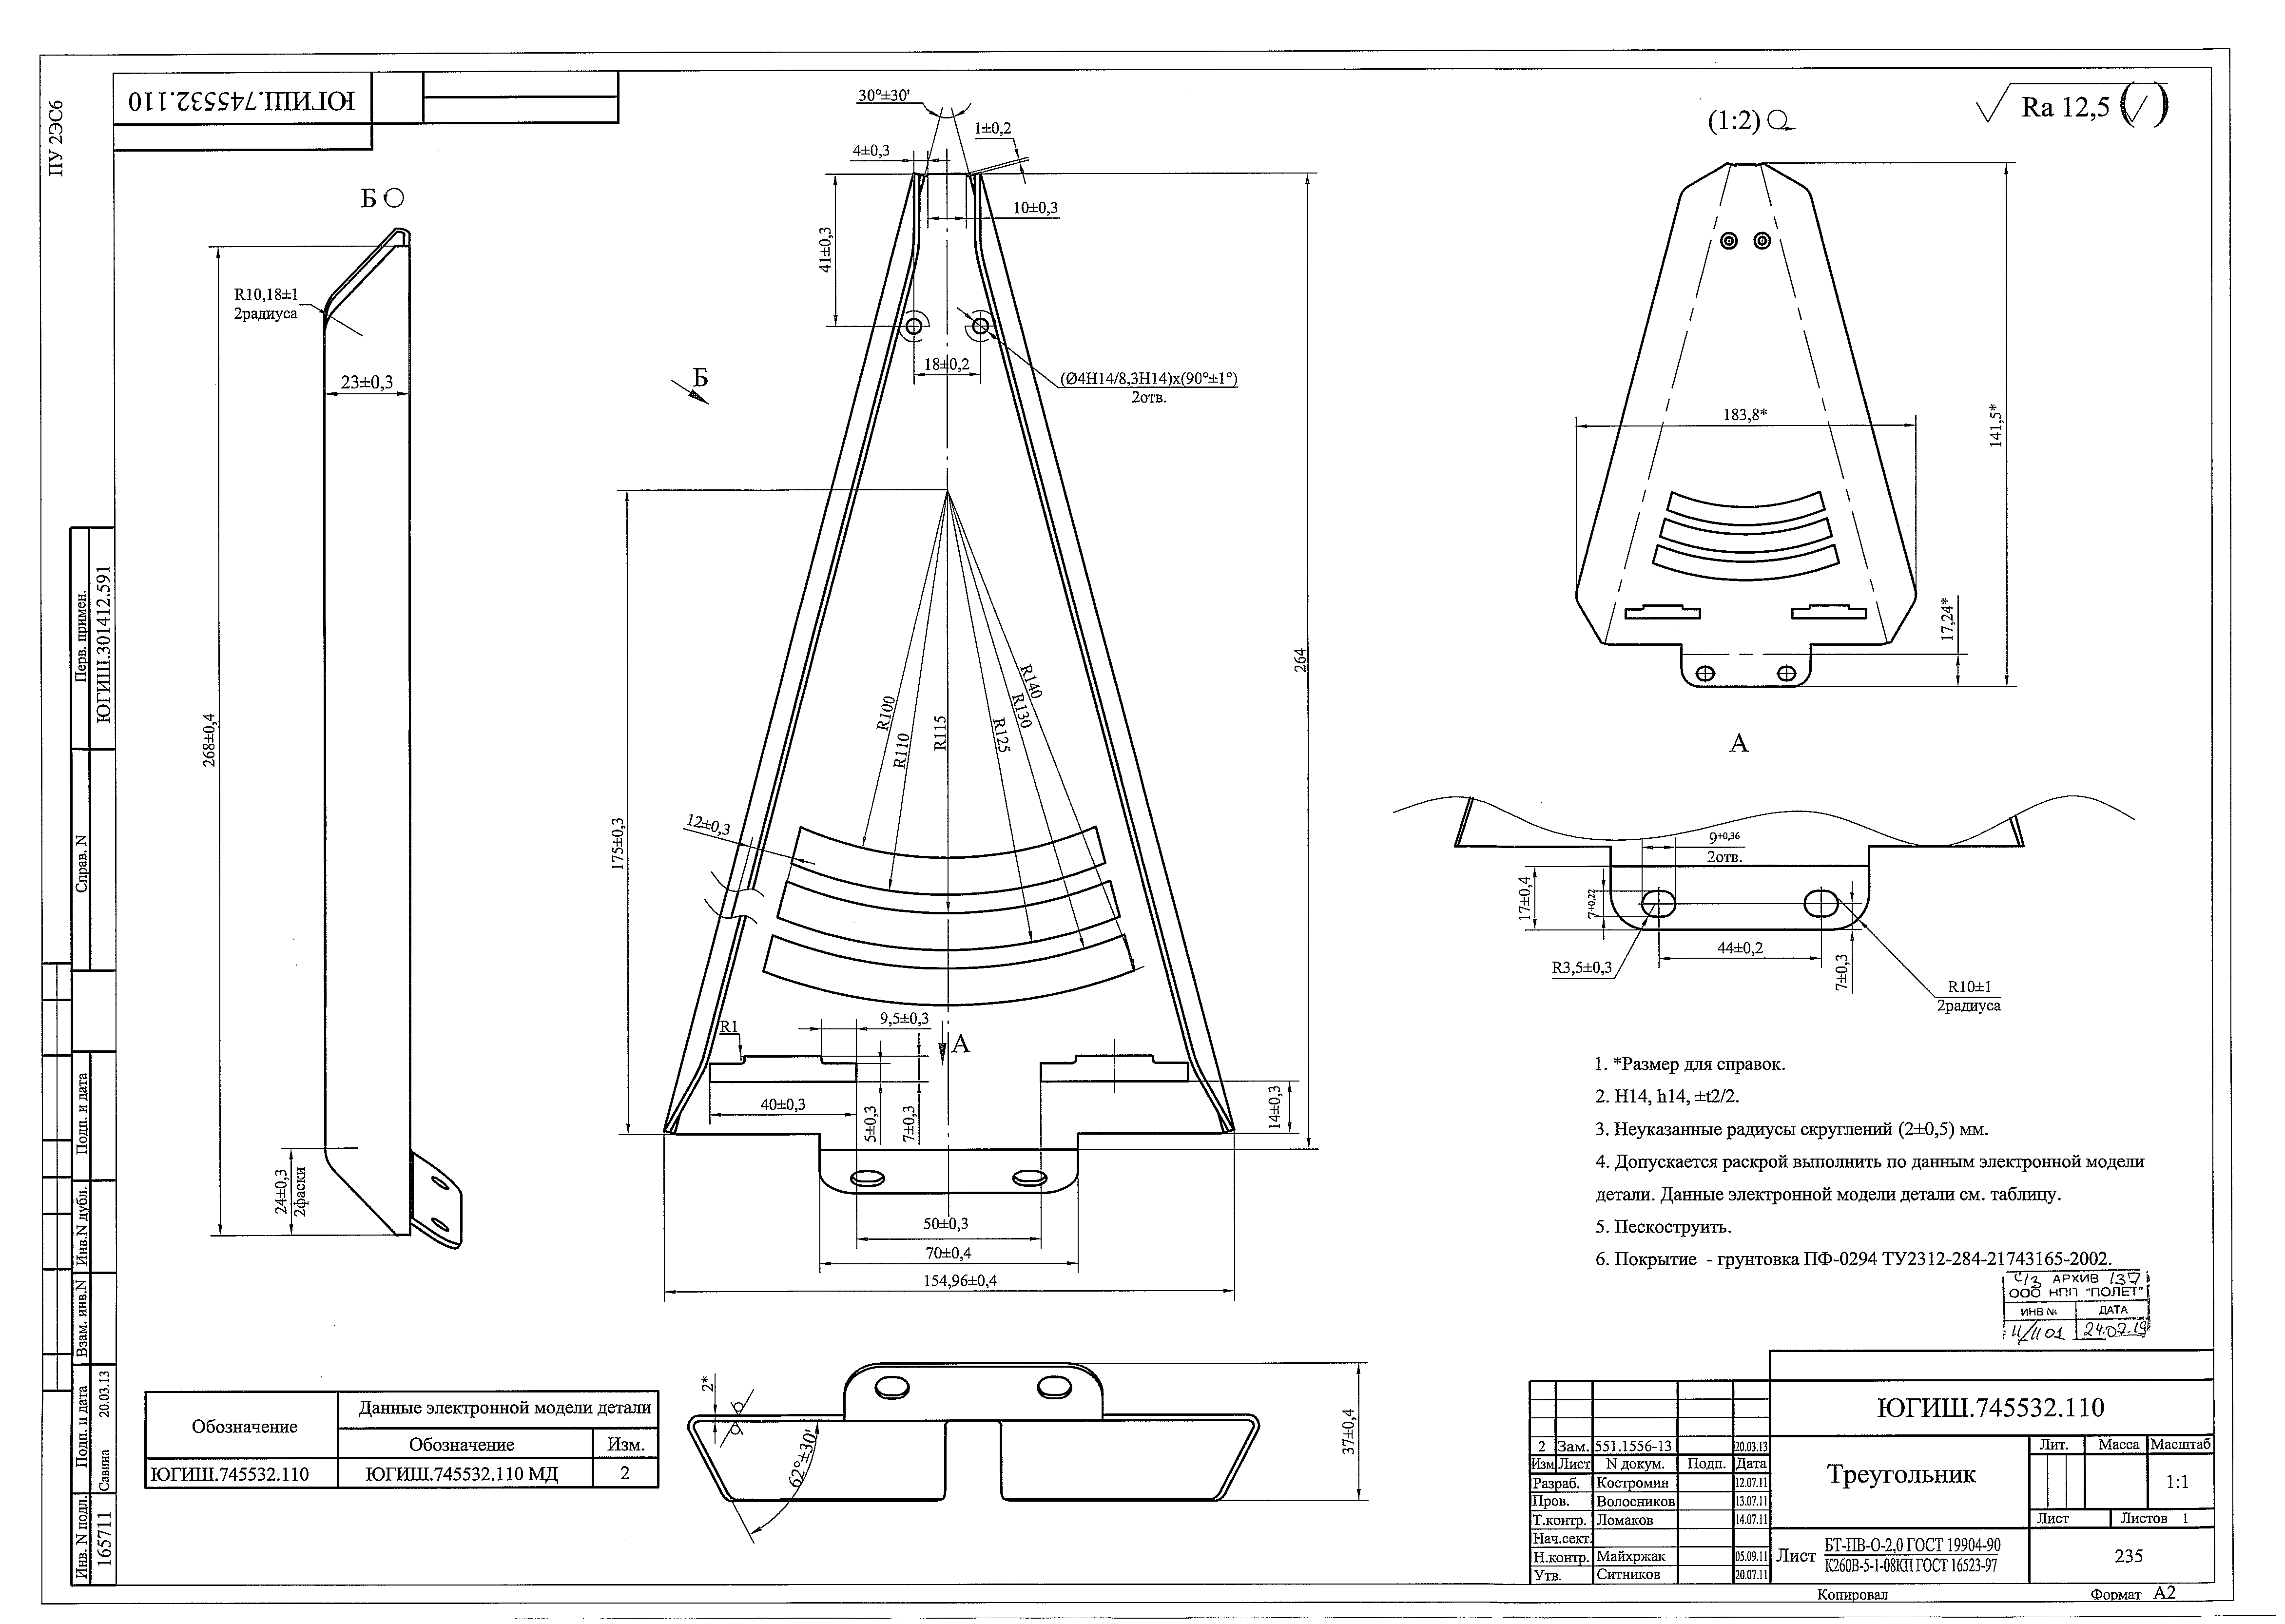 ПУ 2ЭС6
ЮГИШ.745532.110
Перв. примен.
ЮГИШ.301412.591
Справ. N
Подп. и дата
Инв.N дубл.
Взам. инв.N
Подп. и дата
Савина 20.03.13
Инв. N подл.
165711
Б
R10,18±1
2радиуса
23±0,3
268±0,4
24±0,3
2фаски
30°±30'
1±0,2
4±0,3
10±0,3
41±0,3
18±0,2
(Ø4H14/8,3H14)x(90°±1°)
2отв.
Б
264
175±0,3
R100
R110
R115
R125
R130
R140
12±0,3
R1
9,5±0,3
А
40±0,3
5±0,3
7±0,3
14±0,3
50±0,3
70±0,4
154,96±0,4
2*
62°±30'
37±0,4
√ Ra 12,5 (√)
(1:2)
183,8*
141,5*
17,24*
А
9+0,36
2отв.
17±0,4
7+0,22
44±0,2
R3,5±0,3
7±0,3
R10±1
2радиуса
1. *Размер для справок.
2. H14, h14, ±t2/2.
3. Неуказанные радиусы скруглений (2±0,5) мм.
4. Допускается раскрой выполнить по данным электронной модели
детали. Данные электронной модели детали см. таблицу.
5. Пескоструить.
6. Покрытие - грунтовка ПФ-0294 ТУ2312-284-21743165-2002.
АРХИВ
ООО НПП "ПОЛЕТ"
ИНВ № ДАТА
11/1101 24.07.19
Обозначение Данные электронной модели детали
Обозначение Изм.
ЮГИШ.745532.110 ЮГИШ.745532.110 МД 2
ЮГИШ.745532.110
2 Зам. 551.1556-13 20.03.13
Изм Лист N докум. Подп. Дата
Разраб. Костромин 12.07.11
Пров. Волосников 13.07.11
Т.контр. Ломаков 14.07.11
Нач.сект.
Н.контр. Майхржак 05.09.11
Утв. Ситников 20.07.11
Треугольник
Лит. Масса Масштаб
1:1
Лист Листов 1
Лист БТ-ПВ-О-2,0 ГОСТ 19904-90
К260В-5-1-08КП ГОСТ 16523-97
235
Копировал Формат А2